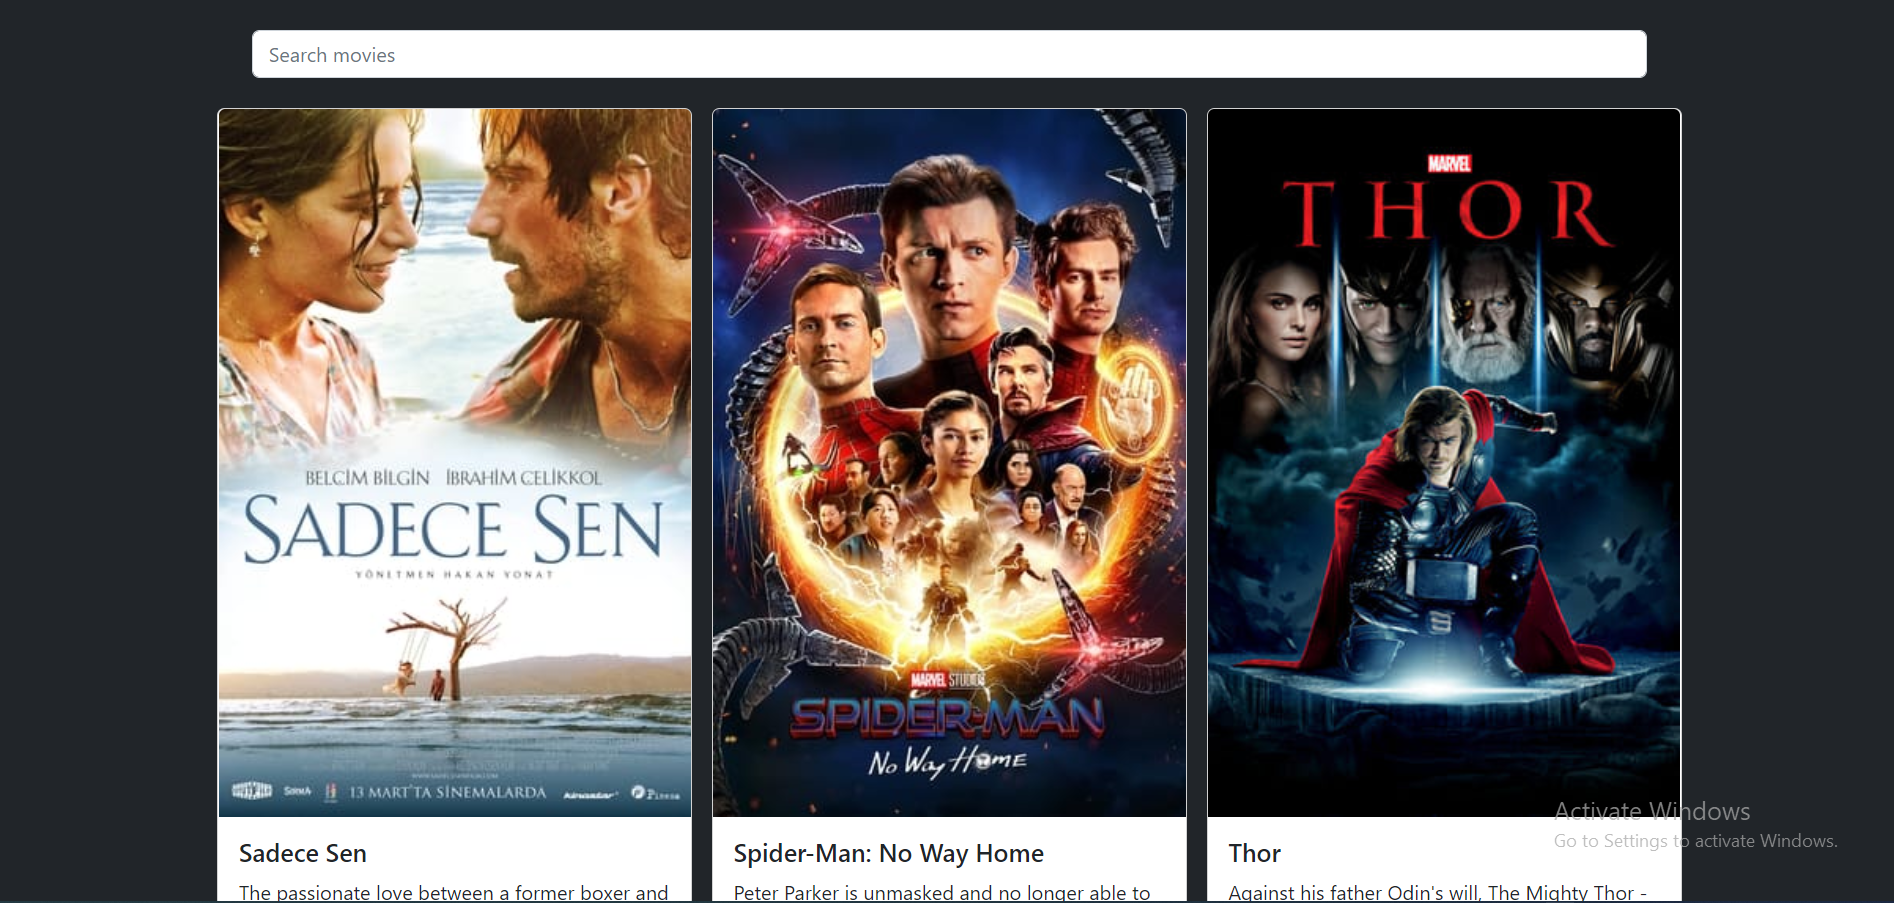 Search movies
BELÇİM BİLGİN İBRAHİM ÇELİKKOL
SADECE SEN
YÖNETMEN HAKAN YONAT
13 MART'TA SİNEMALARDA
MARVEL STUDIOS
SPIDER-MAN
NO WAY HOME
MARVEL
THOR
Activate Windows
Go to Settings to activate Windows.
Sadece Sen
The passionate love between a former boxer and
Spider-Man: No Way Home
Peter Parker is unmasked and no longer able to
Thor
Against his father Odin's will, The Mighty Thor -